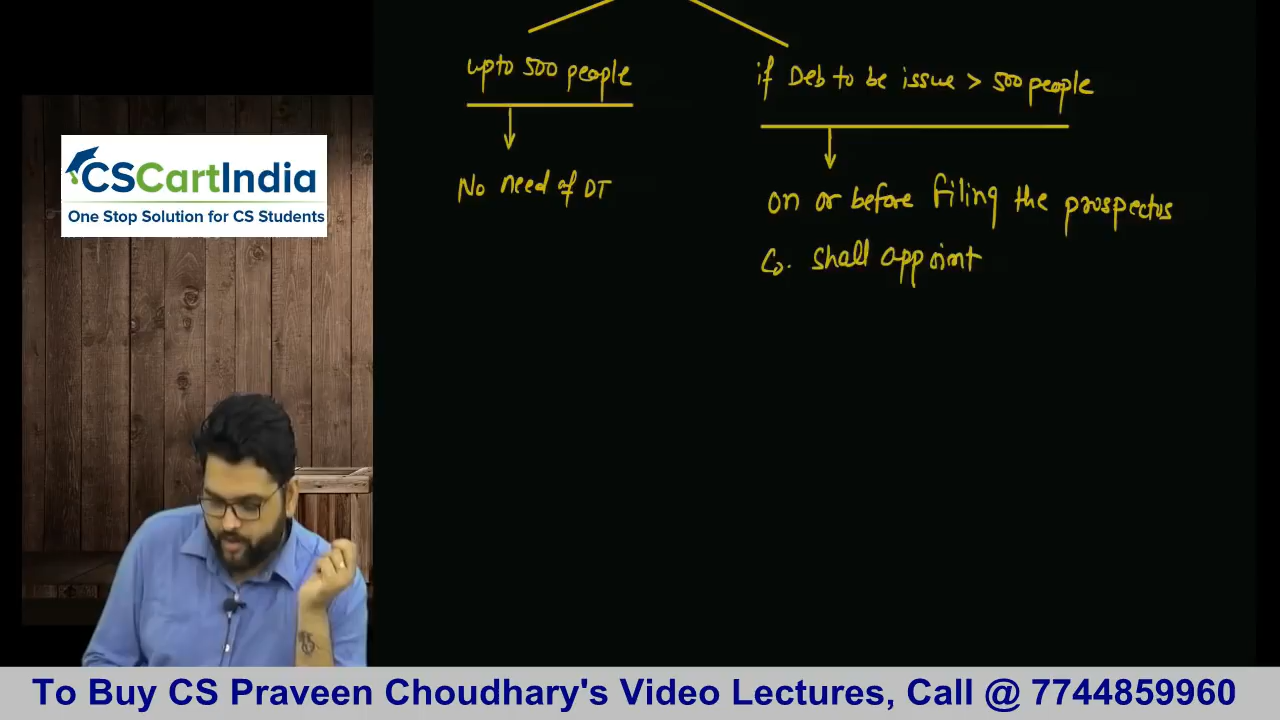 upto 500 people
if Deb to be issue > 500 people
No need of DT
on or before filing the prospectus
Co. shall appoint
CSCartIndia
One Stop Solution for CS Students
To Buy CS Praveen Choudhary's Video Lectures, Call @ 7744859960